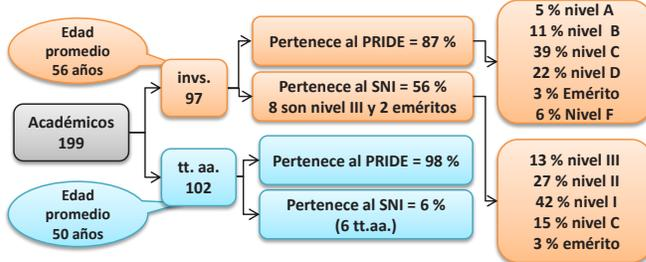 Edad
promedio
56 años
invs.
97
Pertenece al PRIDE = 87 %
Pertenece al SNI = 56 %
8 son nivel III y 2 eméritos
5 % nivel A
11 % nivel  B
39 % nivel C
22 % nivel D
3 % Emérito
6 % Nivel F
Académicos
199
tt. aa.
102
Pertenece al PRIDE = 98 %
Pertenece al SNI = 6 %
(6 tt.aa.)
13 % nivel III
27 % nivel II
42 % nivel I
15 % nivel C
3 % emérito
Edad
promedio
50 años